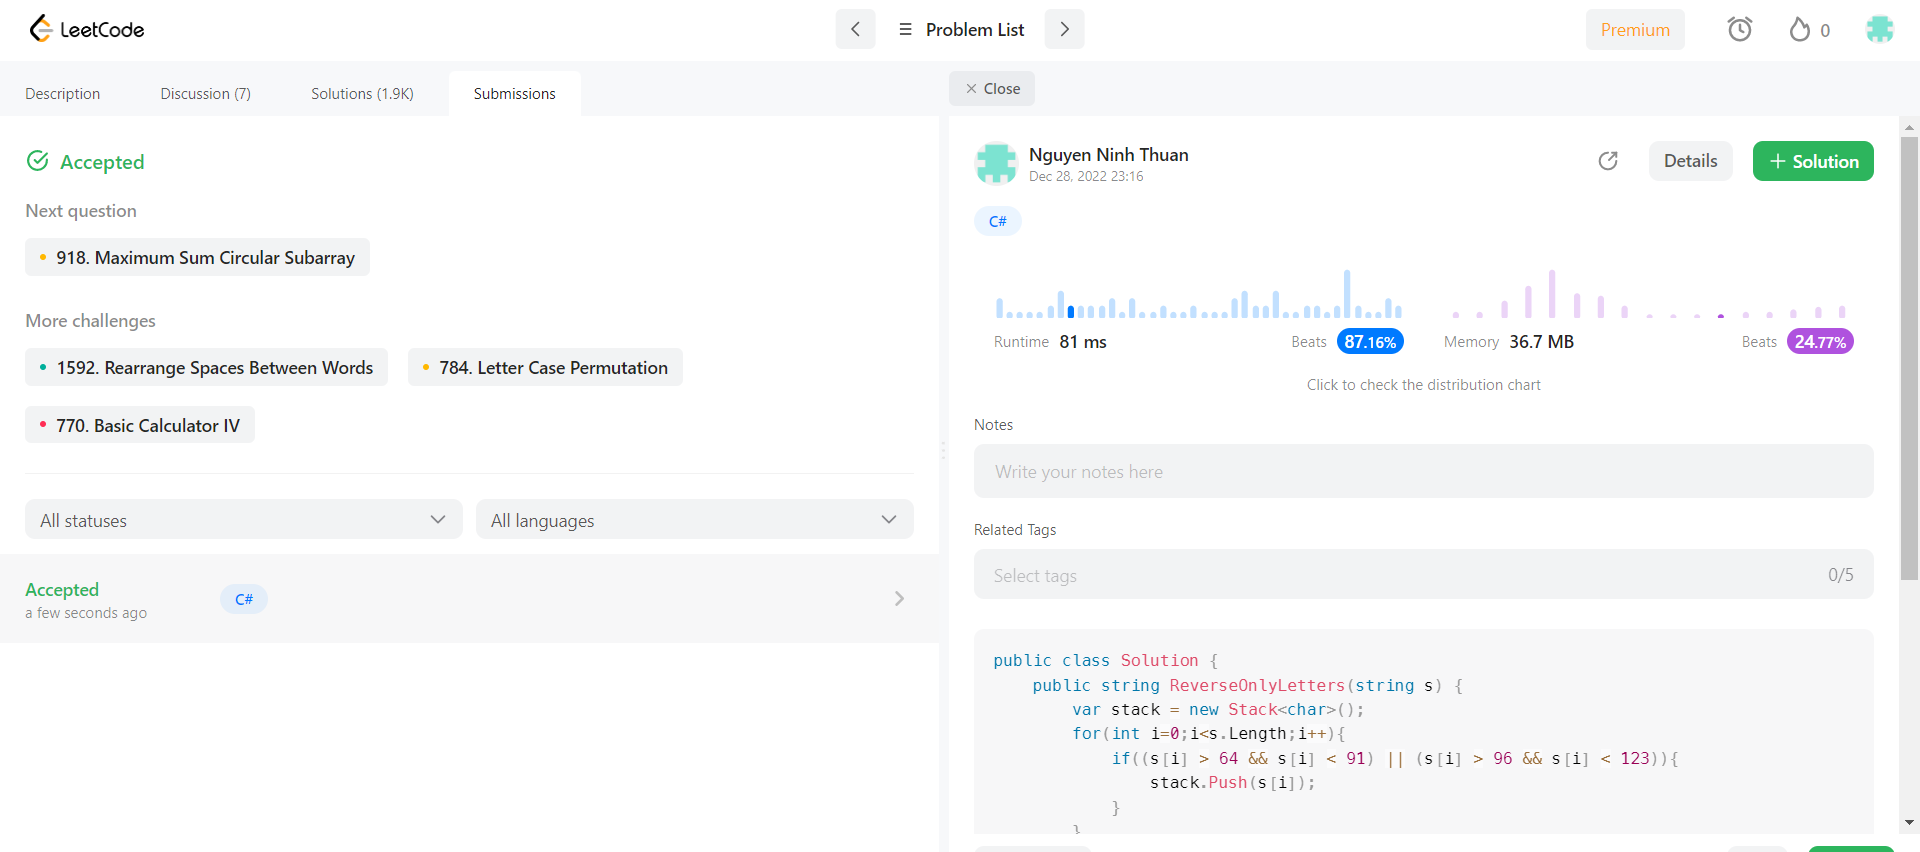 LeetCode
Problem List
Premium
0
Description
Discussion (7)
Solutions (1.9K)
Submissions
Close
Accepted
Next question
918. Maximum Sum Circular Subarray
More challenges
1592. Rearrange Spaces Between Words
784. Letter Case Permutation
770. Basic Calculator IV
All statuses
All languages
Accepted
a few seconds ago
C#
Nguyen Ninh Thuan
Dec 28, 2022 23:16
Details
+ Solution
C#
Runtime 81 ms
Beats 87.16%
Memory 36.7 MB
Beats 24.77%
Click to check the distribution chart
Notes
Write your notes here
Related Tags
Select tags
0/5
public class Solution {
    public string ReverseOnlyLetters(string s) {
        var stack = new Stack<char>();
        for(int i=0;i<s.Length;i++){
            if((s[i] > 64 && s[i] < 91) || (s[i] > 96 && s[i] < 123)){
                stack.Push(s[i]);
            }
        }